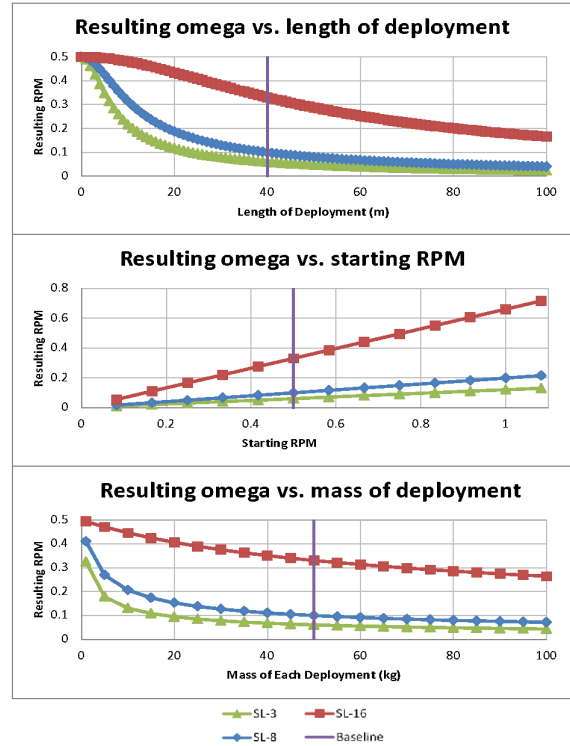 Resulting omega vs. length of deployment
0.5
0.4
0.3
0.2
0.1
0
Resulting RPM
0 20 40 60 80 100
Length of Deployment (m)
Resulting omega vs. starting RPM
0.8
0.6
0.4
0.2
0
Resulting RPM
0 0.2 0.4 0.6 0.8 1
Starting RPM
Resulting omega vs. mass of deployment
0.5
0.4
0.3
0.2
0.1
0
Resulting RPM
0 20 40 60 80 100
Mass of Each Deployment (kg)
SL-3 SL-16
SL-8 Baseline